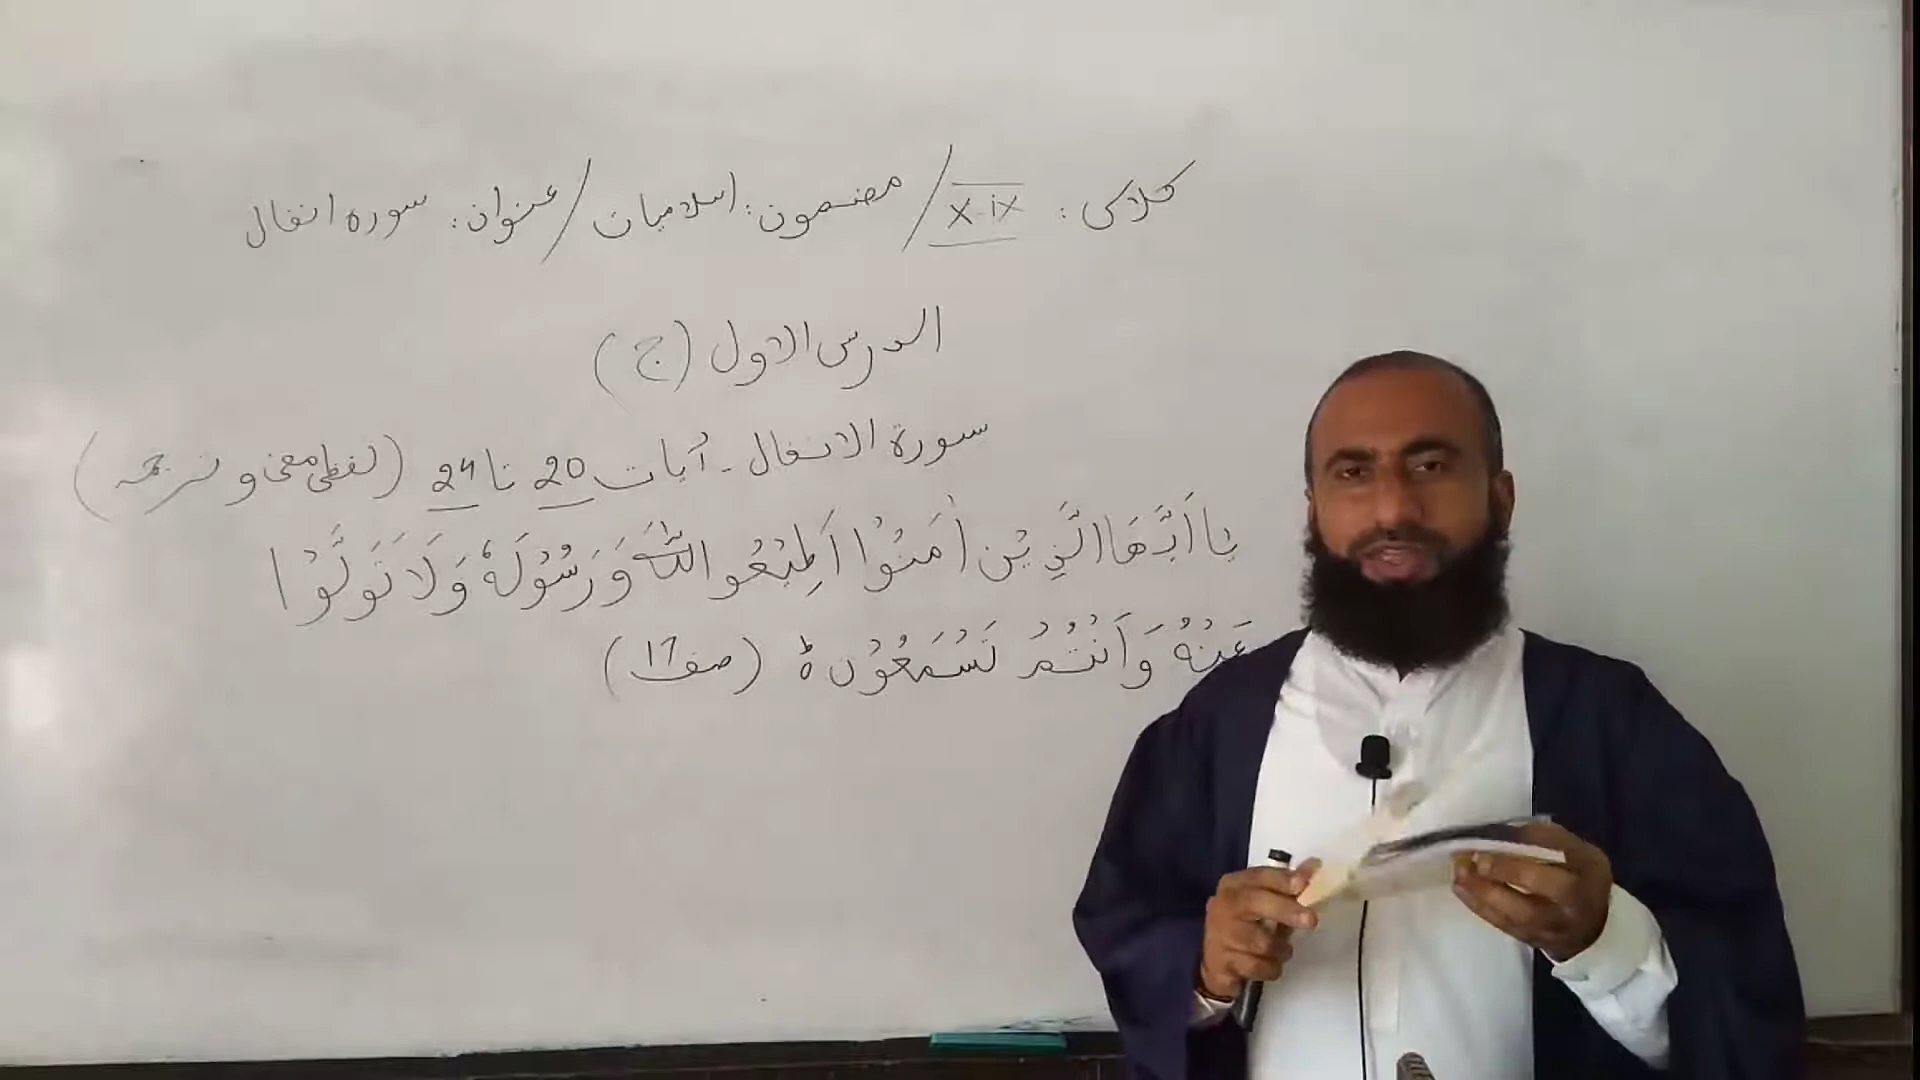 کلاس: X-IX / مضمون: اسلامیات / عنوان: سورہ انفال
الدرس الاول (ج)
سورۃ الانفال ۔ آیات 20 تا 24 (لفظی معنی و ترجمہ)
یٰاَیُّهَا الَّذِیْنَ اٰمَنُوْا اَطِیْعُوا اللّٰهَ وَرَسُوْلَهٗ وَلَا تَوَلَّوْا
عَنْهُ وَاَنْتُمْ تَسْمَعُوْنَ ؕ (صف 17)